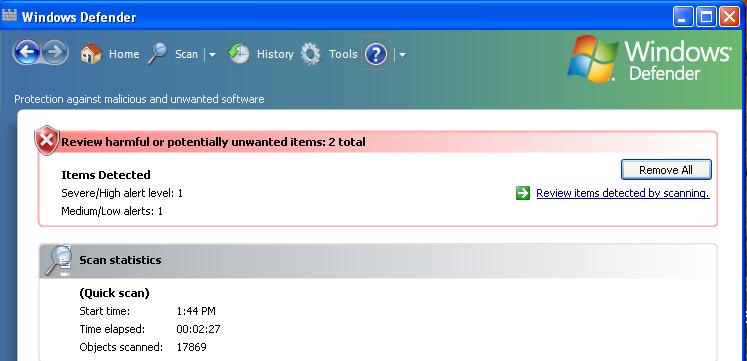 Windows Defender
Home Scan History Tools ?
Windows
Defender
Protection against malicious and unwanted software
Review harmful or potentially unwanted items: 2 total
Items Detected
Remove All
Severe/High alert level: 1
Review items detected by scanning.
Medium/Low alerts: 1
Scan statistics
(Quick scan)
Start time: 1:44 PM
Time elapsed: 00:02:27
Objects scanned: 17869